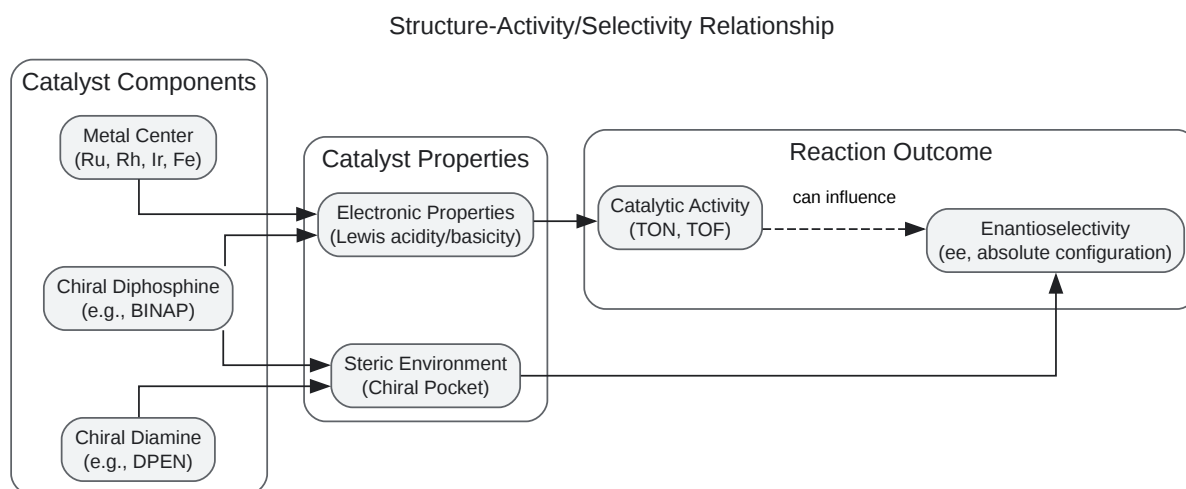 Structure-Activity/Selectivity Relationship
Catalyst Components
Metal Center
(Ru, Rh, Ir, Fe)
Chiral Diphosphine
(e.g., BINAP)
Chiral Diamine
(e.g., DPEN)
Catalyst Properties
Electronic Properties
(Lewis acidity/basicity)
Steric Environment
(Chiral Pocket)
Reaction Outcome
Catalytic Activity
(TON, TOF)
can influence
Enantioselectivity
(ee, absolute configuration)